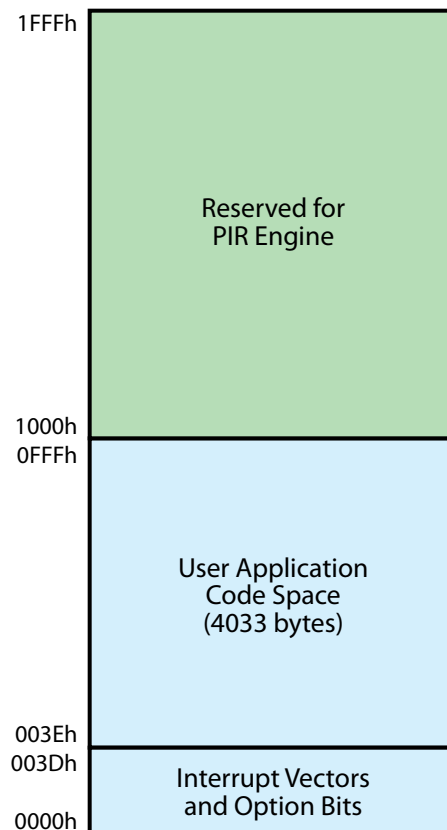 1FFFh
Reserved for
PIR Engine
1000h
0FFFh
User Application
Code Space
(4033 bytes)
003Eh
003Dh
Interrupt Vectors
and Option Bits
0000h